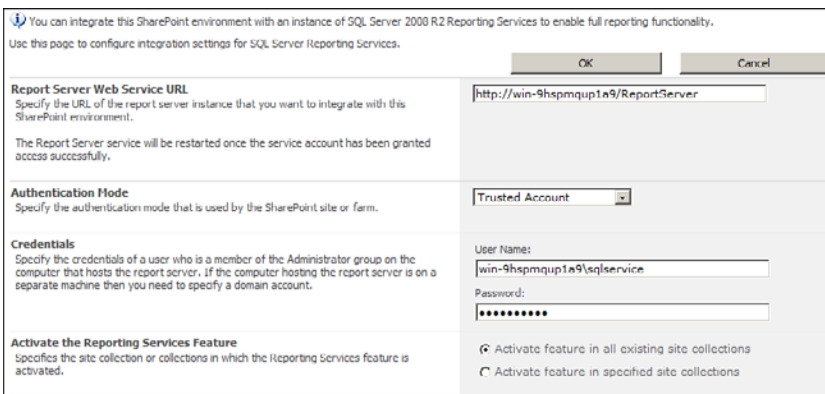 You can integrate this SharePoint environment with an instance of SQL Server 2008 R2 Reporting Services to enable full reporting functionality.
Use this page to configure integration settings for SQL Server Reporting Services.
OK Cancel
Report Server Web Service URL
Specify the URL of the report server instance that you want to integrate with this
SharePoint environment.
http://win-9hspmqup1a9/ReportServer
The Report Server service will be restarted once the service account has been granted
access successfully.
Authentication Mode
Specify the authentication mode that is used by the SharePoint site or farm.
Trusted Account
Credentials
Specify the credentials of a user who is a member of the Administrator group on the
computer that hosts the report server. If the computer hosting the report server is on a
separate machine then you need to specify a domain account.
User Name:
win-9hspmqup1a9\sqlservice
Password:
••••••••••
Activate the Reporting Services Feature
Specifies the site collection or collections in which the Reporting Services feature is
activated.
Activate feature in all existing site collections
Activate feature in specified site collections